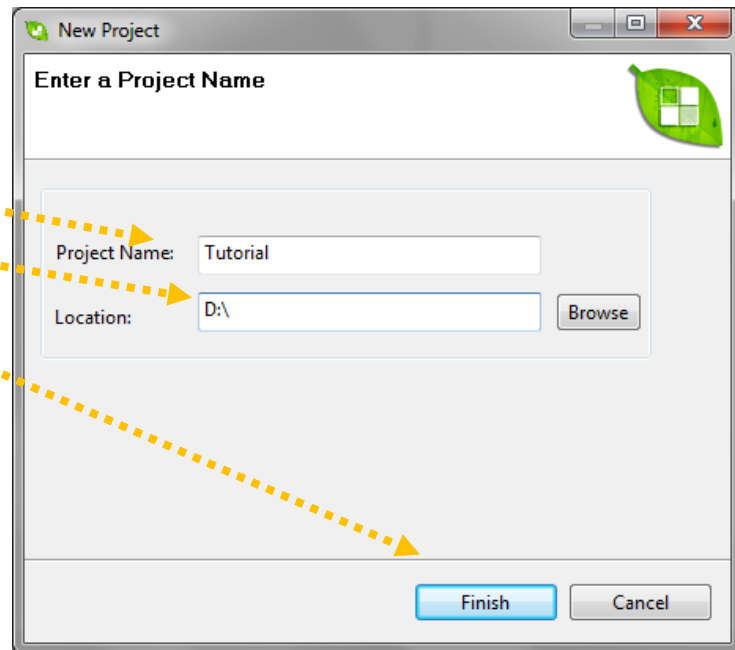 New Project
Enter a Project Name
Project Name: Tutorial
Location: D:\ Browse
Finish Cancel